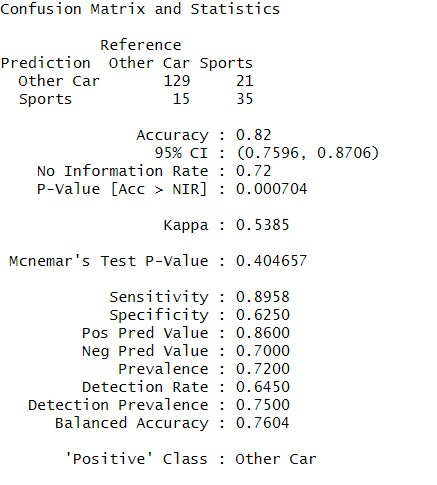 Confusion Matrix and Statistics
Reference
Prediction Other Car Sports
Other Car 129 21
Sports 15 35
Accuracy : 0.82
95% CI : (0.7596, 0.8706)
No Information Rate : 0.72
P-Value [Acc > NIR] : 0.000704
Kappa : 0.5385
Mcnemar's Test P-Value : 0.404657
Sensitivity : 0.8958
Specificity : 0.6250
Pos Pred Value : 0.8600
Neg Pred Value : 0.7000
Prevalence : 0.7200
Detection Rate : 0.6450
Detection Prevalence : 0.7500
Balanced Accuracy : 0.7604
'Positive' Class : Other Car